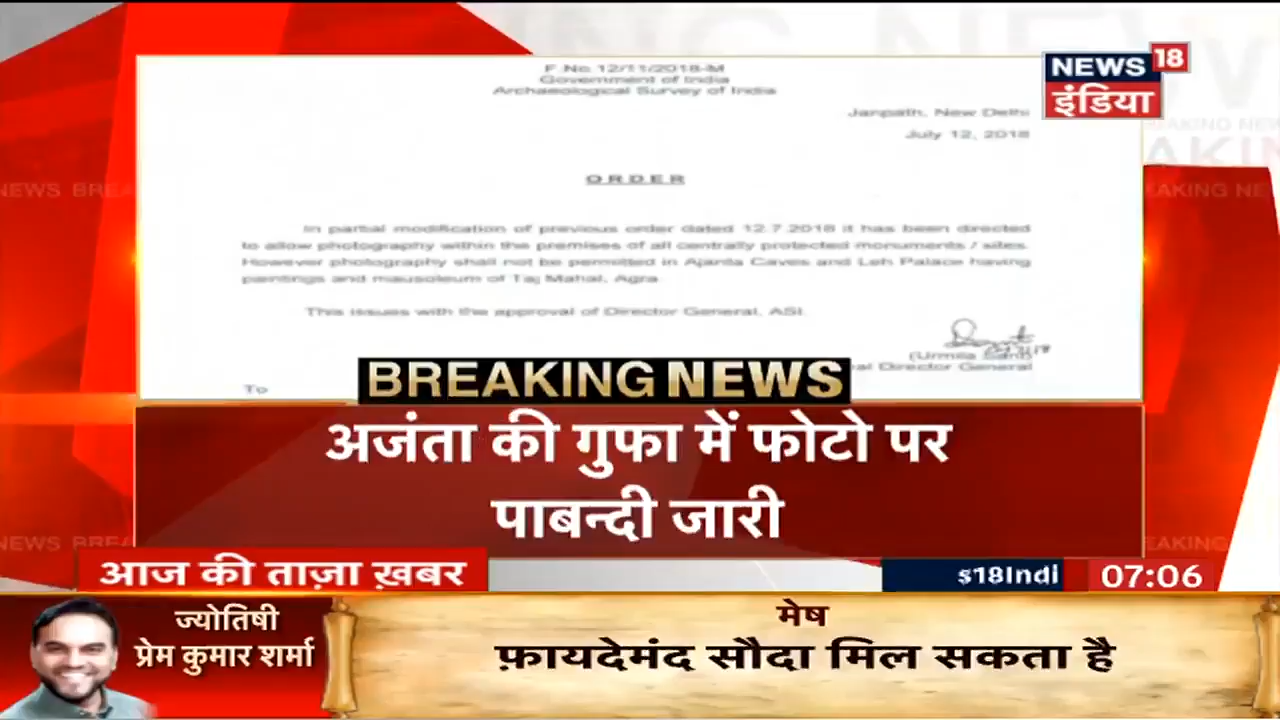 F No 12/11/2018-M
Government of India
Archaeological Survey of India
Janpath, New Delhi
July 12, 2018
ORDER
In partial modification of previous order dated 12.7.2018 it has been directed
to allow photography within the premises of all centrally protected monuments / sites.
However photography shall not be permitted in Ajanta Caves and Leh Palace having
paintings and mausoleum of Taj Mahal, Agra
This issues with the approval of Director General, ASI.
(Urmila
al Director General
To
NEWS 18
इंडिया
BREAKING NEWS
अजंता की गुफा में फोटो पर
पाबन्दी जारी
आज की ताज़ा ख़बर
s18Indi
07:06
ज्योतिषी
प्रेम कुमार शर्मा
मेष
फ़ायदेमंद सौदा मिल सकता है